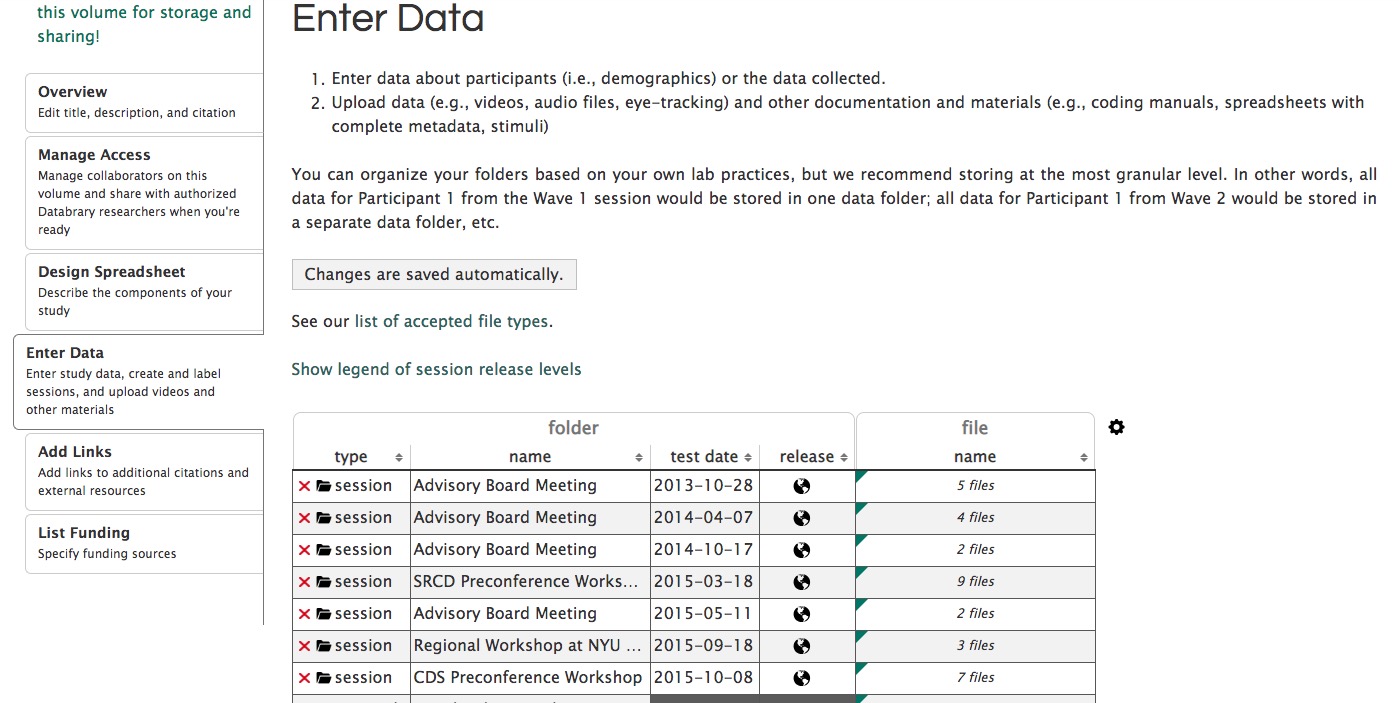 this volume for storage and
sharing!
Overview
Edit title, description, and citation
Manage Access
Manage collaborators on this
volume and share with authorized
Databrary researchers when you're
ready
Design Spreadsheet
Describe the components of your
study
Enter Data
Enter study data, create and label
sessions, and upload videos and
other materials
Add Links
Add links to additional citations and
external resources
List Funding
Specify funding sources
Enter Data
1. Enter data about participants (i.e., demographics) or the data collected.
2. Upload data (e.g., videos, audio files, eye-tracking) and other documentation and materials (e.g., coding manuals, spreadsheets with
complete metadata, stimuli)
You can organize your folders based on your own lab practices, but we recommend storing at the most granular level. In other words, all
data for Participant 1 from the Wave 1 session would be stored in one data folder; all data for Participant 1 from Wave 2 would be stored in
a separate data folder, etc.
Changes are saved automatically.
See our list of accepted file types.
Show legend of session release levels
folder file
type name test date release name
session Advisory Board Meeting 2013-10-28 5 files
session Advisory Board Meeting 2014-04-07 4 files
session Advisory Board Meeting 2014-10-17 2 files
session SRCD Preconference Works... 2015-03-18 9 files
session Advisory Board Meeting 2015-05-11 2 files
session Regional Workshop at NYU ... 2015-09-18 3 files
session CDS Preconference Workshop 2015-10-08 7 files